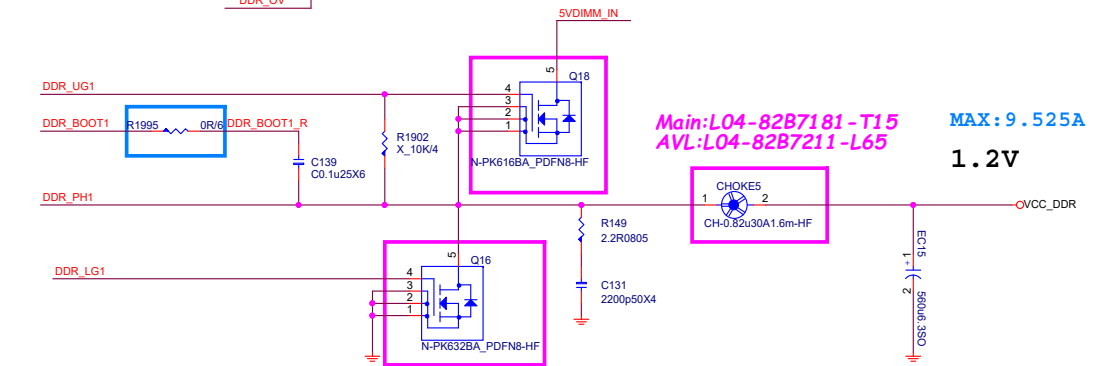 DDR_OV
5VDIMM_IN
5
Q18
DDR_UG1
4
3
2
1
N-PK616BA_PDFN8-HF
DDR_BOOT1
R1995
0R/6
DDR_BOOT1_R
R1902
X_10K/4
C139
C0.1u25X6
Main:L04-82B7181-T15
AVL:L04-82B7211-L65
MAX:9.525A
1.2V
DDR_PH1
CHOKE5
1
2
CH-0.82u30A1.6m-HF
VCC_DDR
R149
2.2R0805
EC15
1
+
2
560u6.3SO
5
Q16
DDR_LG1
4
3
2
1
N-PK632BA_PDFN8-HF
C131
2200p50X4